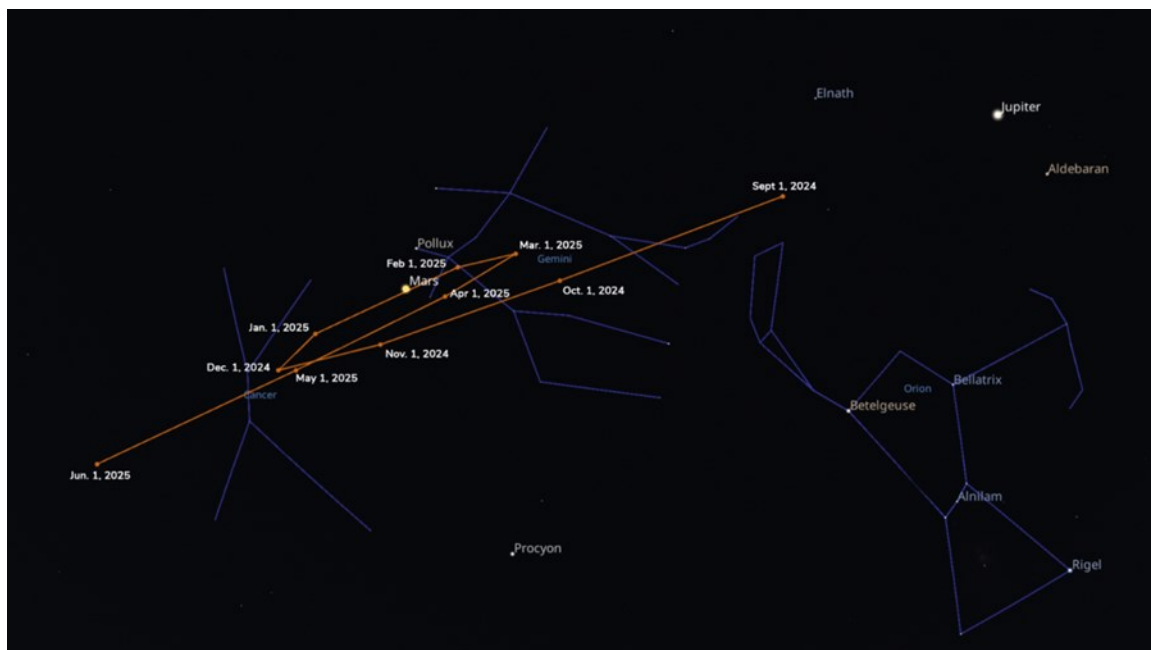 Elnath
Jupiter
Aldebaran
Sept 1, 2024
Pollux
Mar. 1, 2025
Gemini
Feb 1, 2025
Mars
Apr 1, 2025
Oct. 1, 2024
Jan. 1, 2025
Nov. 1, 2024
Dec. 1, 2024
May 1, 2025
Cancer
Bellatrix
Orion
Betelgeuse
Jun. 1, 2025
Alnilam
Procyon
Rigel